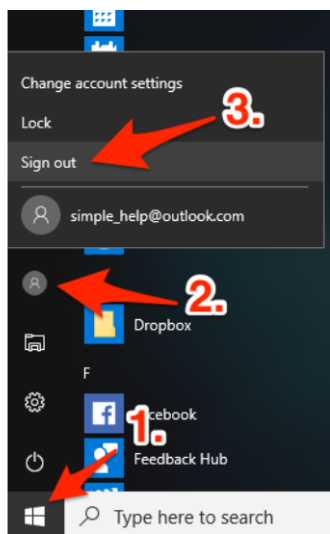 Change account settings
3.
Lock
Sign out
simple_help@outlook.com
2.
Dropbox
F
Facebook
1.
Feedback Hub
Type here to search